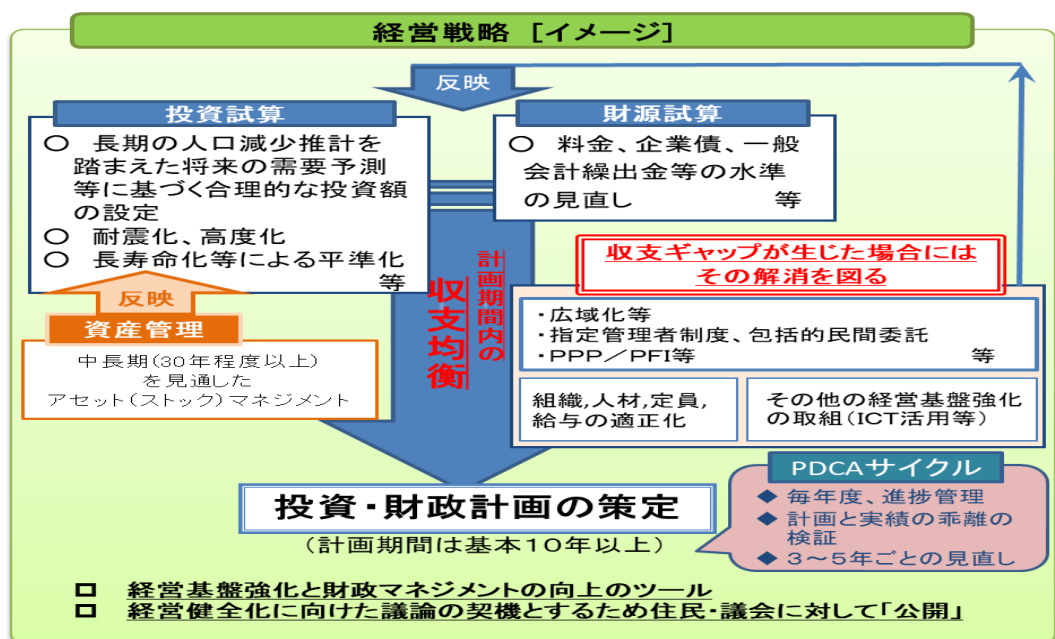 経営戦略 [イメージ]
反映
投資試算
○ 長期の人口減少推計を
踏まえた将来の需要予測
等に基づく合理的な投資額
の設定
○ 耐震化、高度化
○ 長寿命化等による平準化
等
財源試算
○ 料金、企業債、一般
会計繰出金等の水準
の見直し 等
反映
資産管理
中長期(30年程度以上)
を見通した
アセット(ストック)マネジメント
計画期間内の
収支均衡
収支ギャップが生じた場合には
その解消を図る
・広域化等
・指定管理者制度、包括的民間委託
・PPP/PFI等 等
組織,人材,定員,
給与の適正化
その他の経営基盤強化
の取組(ICT活用等)
投資・財政計画の策定
(計画期間は基本10年以上)
PDCAサイクル
◆ 毎年度、進捗管理
◆ 計画と実績の乖離の
検証
◆ 3~5年ごとの見直し
□ 経営基盤強化と財政マネジメントの向上のツール
□ 経営健全化に向けた議論の契機とするため住民・議会に対して「公開」